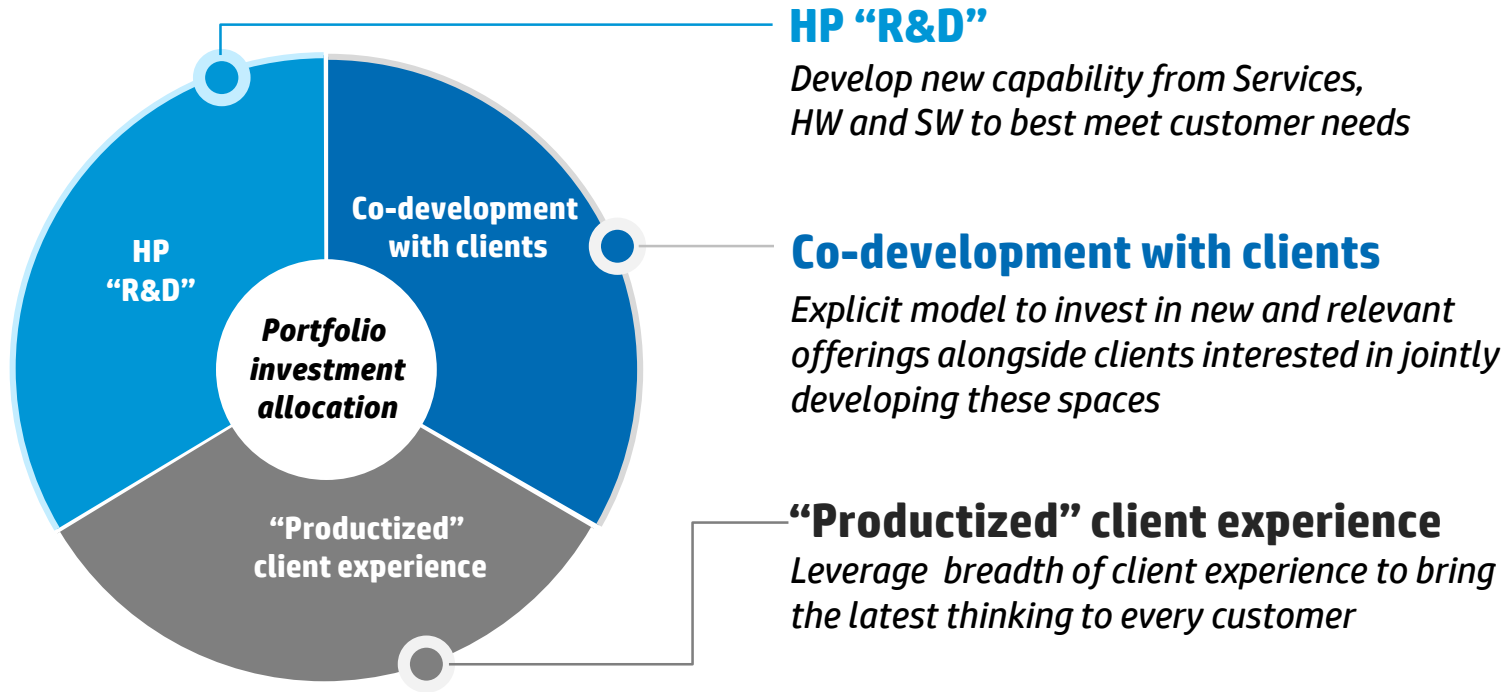 HP “R&D”
Develop new capability from Services,
HW and SW to best meet customer needs
Co-development
with clients
HP
“R&D”
Portfolio
investment
allocation
“Productized”
client experience
Co-development with clients
Explicit model to invest in new and relevant
offerings alongside clients interested in jointly
developing these spaces
“Productized” client experience
Leverage breadth of client experience to bring
the latest thinking to every customer